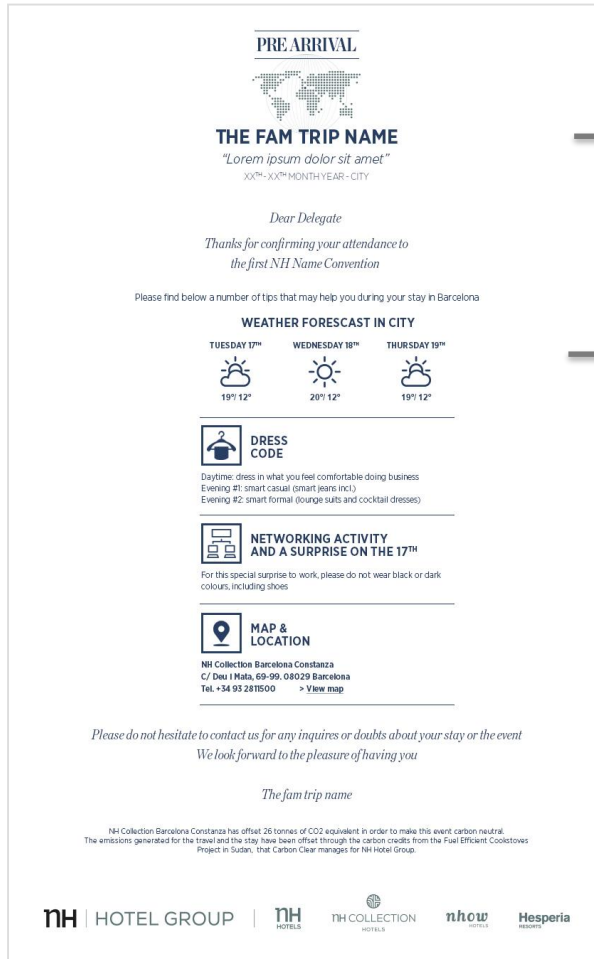 PRE ARRIVAL
THE FAM TRIP NAME
“Lorem ipsum dolor sit amet”
XXTH - XXTH MONTH YEAR - CITY
Dear Delegate
Thanks for confirming your attendance to
the first NH Name Convention
Please find below a number of tips that may help you during your stay in Barcelona
WEATHER FORESCAST IN CITY
TUESDAY 17TH WEDNESDAY 18TH THURSDAY 19TH
19º/ 12º 20º/ 12º 19º/ 12º
DRESS
CODE
Daytime: dress in what you feel comfortable doing business
Evening #1: smart casual (smart jeans incl.)
Evening #2: smart formal (lounge suits and cocktail dresses)
NETWORKING ACTIVITY
AND A SURPRISE ON THE 17TH
For this special surprise to work, please do not wear black or dark
colours, including shoes
MAP &
LOCATION
NH Collection Barcelona Constanza
C/ Deu i Mata, 69-99. 08029 Barcelona
Tel. +34 93 2811500 > View map
Please do not hesitate to contact us for any inquires or doubts about your stay or the event
We look forward to the pleasure of having you
The fam trip name
NH Collection Barcelona Constanza has offset 26 tonnes of CO2 equivalent in order to make this event carbon neutral.
The emissions generated for the travel and the stay have been offset through the carbon credits from the Fuel Efficient Cookstoves
Project in Sudan, that Carbon Clear manages for NH Hotel Group.
nH | HOTEL GROUP | nH HOTELS nH COLLECTION HOTELS nhow HOTELS Hesperia RESORTS